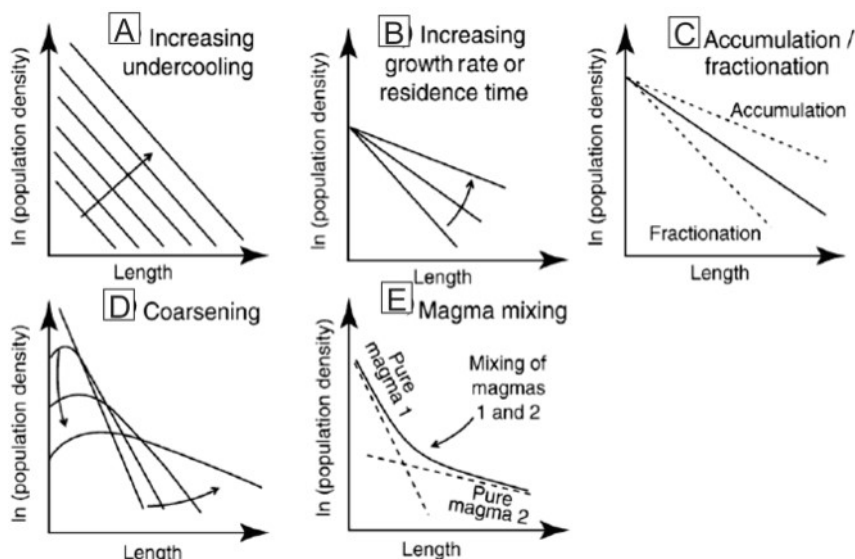 A) Increasing
undercooling
ln (population density)
Length
B) Increasing
growth rate or
residence time
ln (population density)
Length
C Accumulation /
fractionation
ln (population density)
Accumulation
Fractionation
Length
D) Coarsening
ln (population density)
Length
E) Magma mixing
ln (population density)
Pure
magma 1
Mixing of
magmas
1 and 2
Pure
magma 2
Length